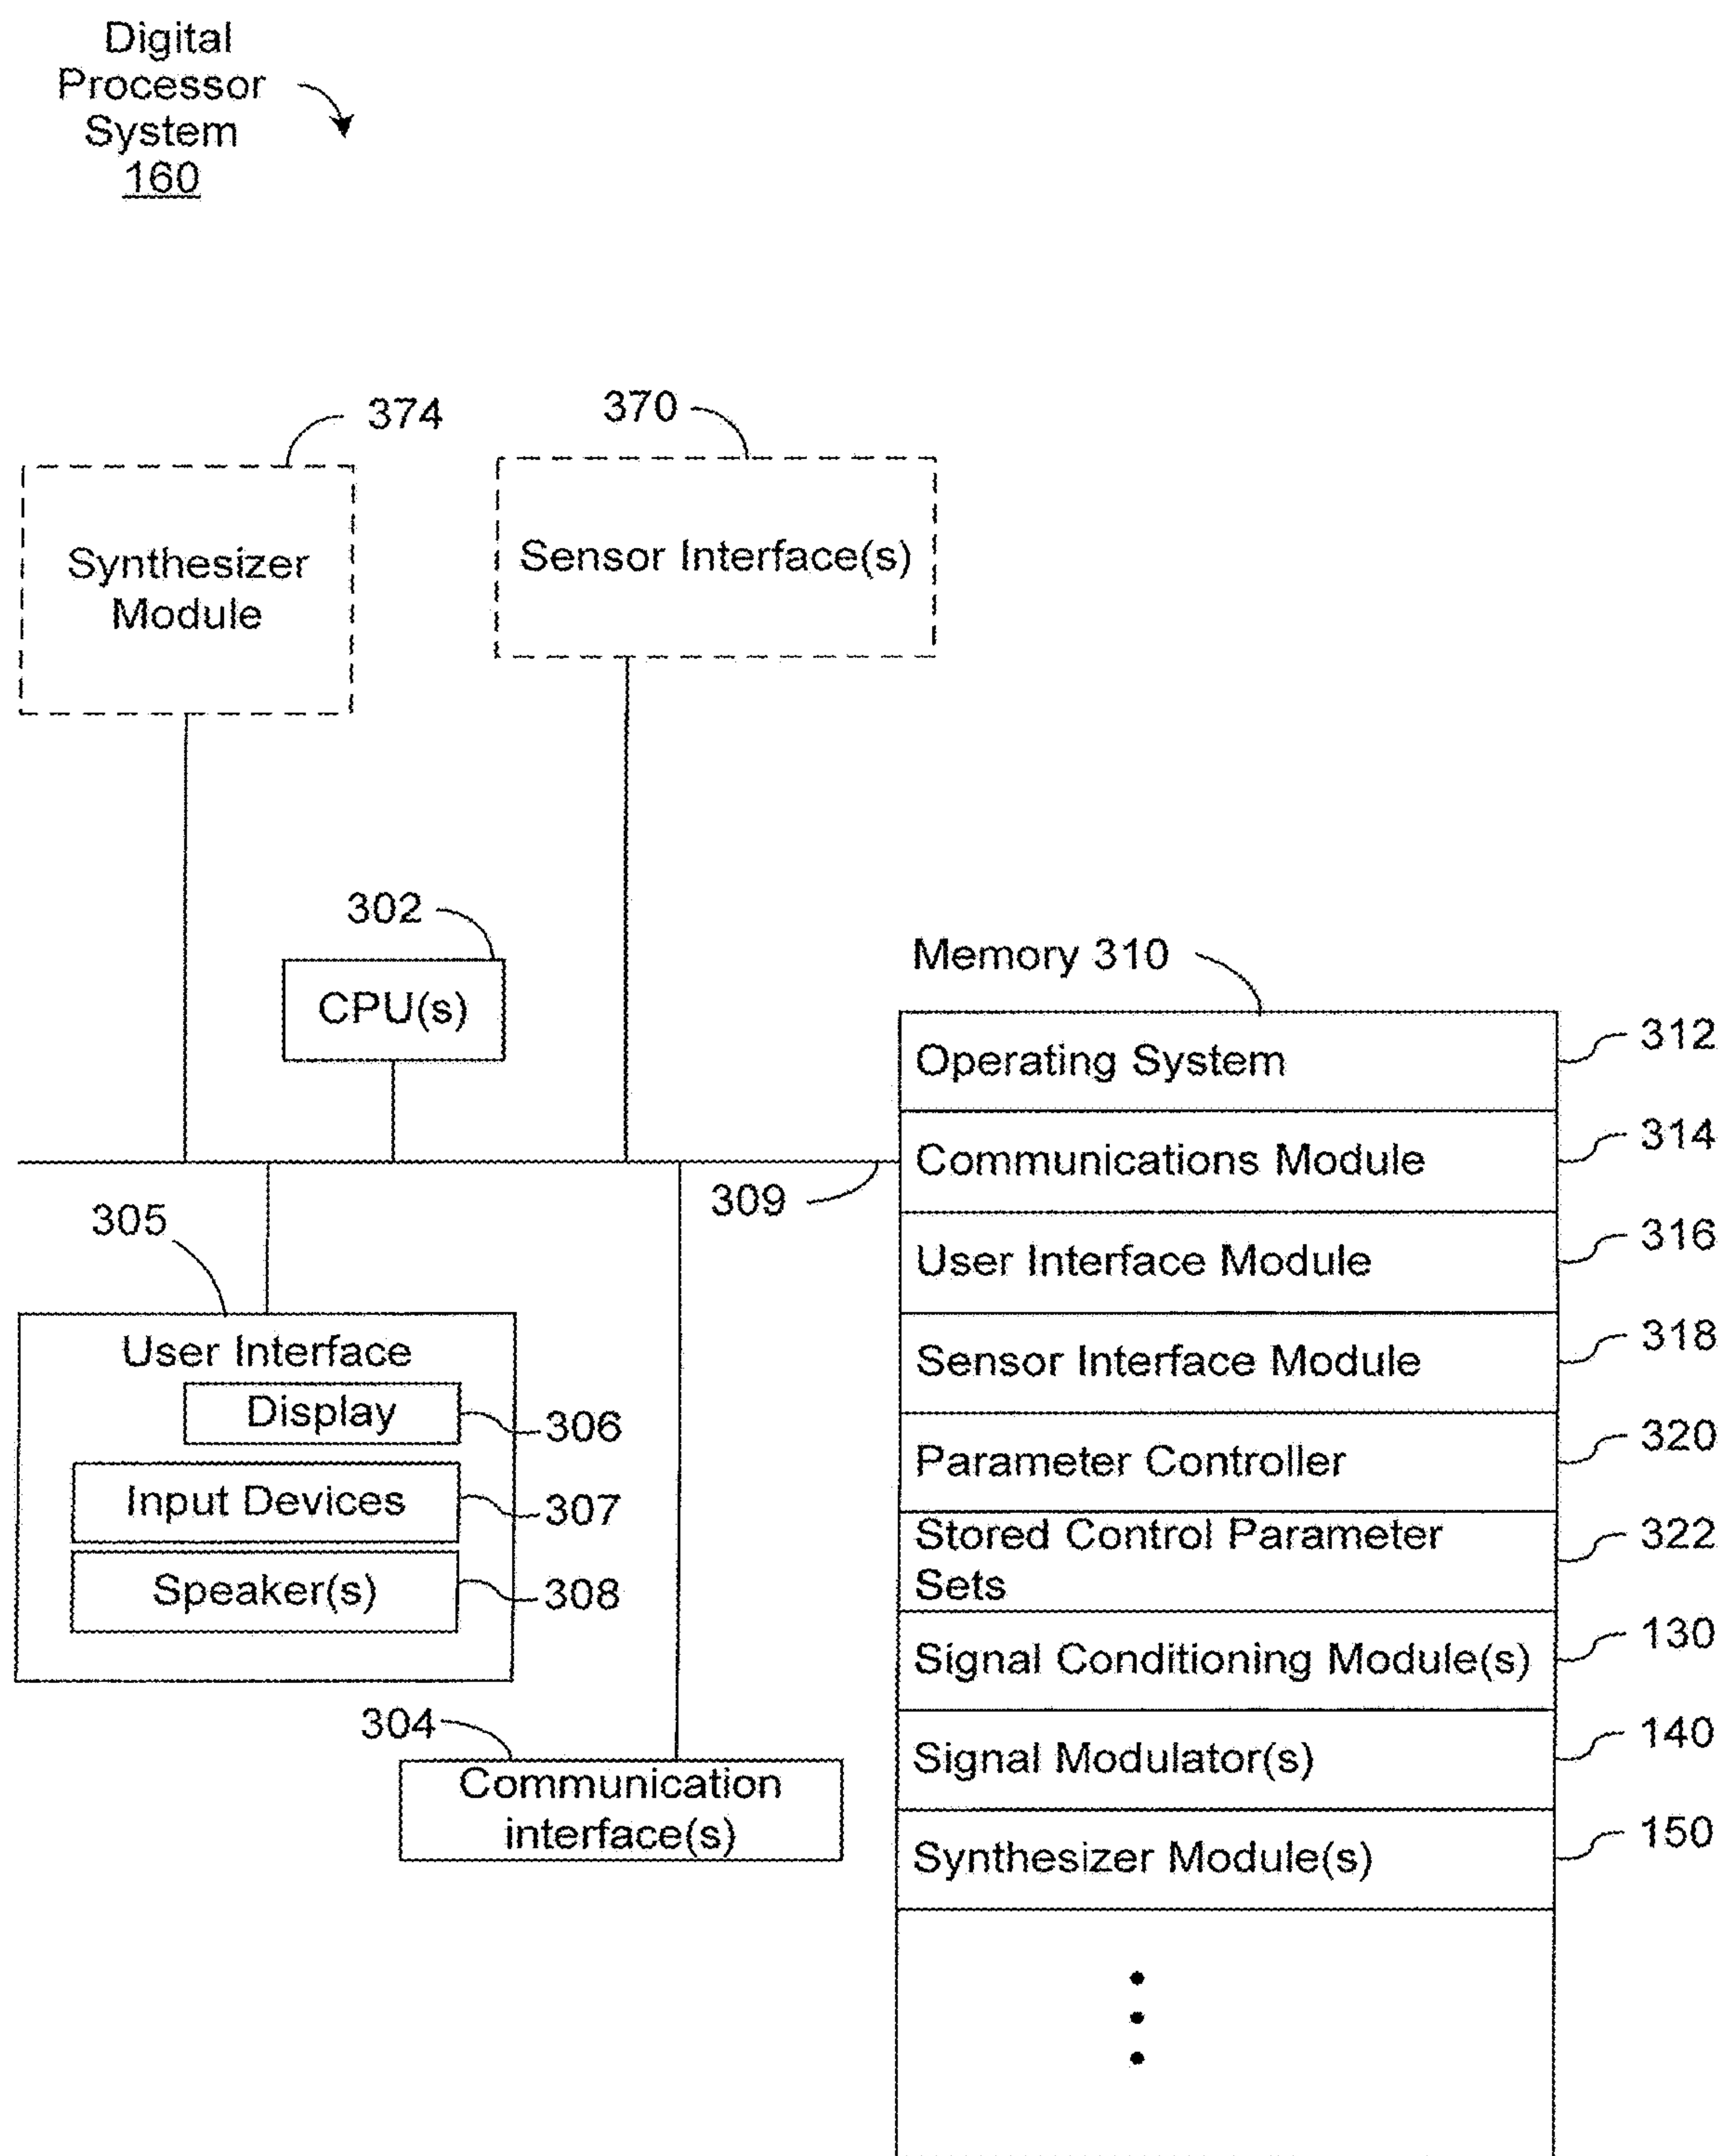 Digital
Processor
System
160
374
370
Synthesizer
Module
Sensor Interface(s)
302
CPU(s)
Memory 310
Operating System
312
Communications Module
314
309
User Interface Module
316
305
User Interface
Display
306
Input Devices
307
Speaker(s)
308
Sensor Interface Module
318
Parameter Controller
320
Stored Control Parameter
Sets
322
Signal Conditioning Module(s)
130
304
Communication
interface(s)
Signal Modulator(s)
140
Synthesizer Module(s)
150